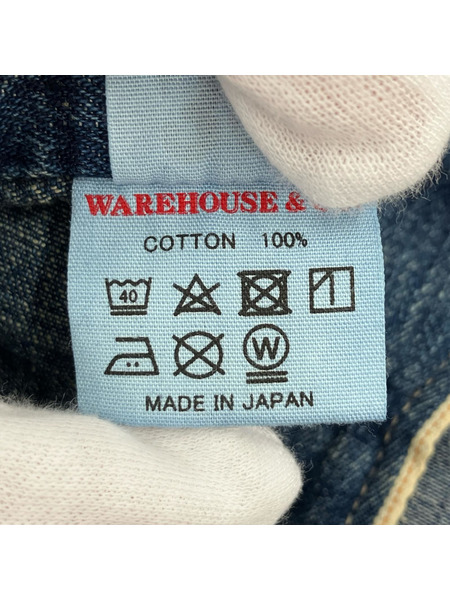 WAREHOUSE &
COTTON 100%
40
W
MADE IN JAPAN